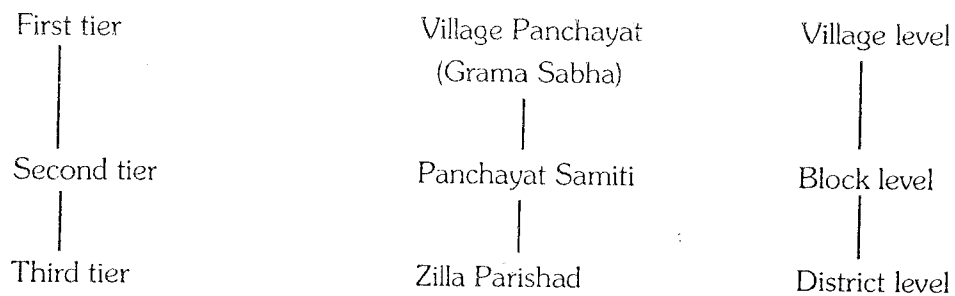 First tier Village Panchayat Village level
(Grama Sabha)
Second tier Panchayat Samiti Block level
Third tier Zilla Parishad District level